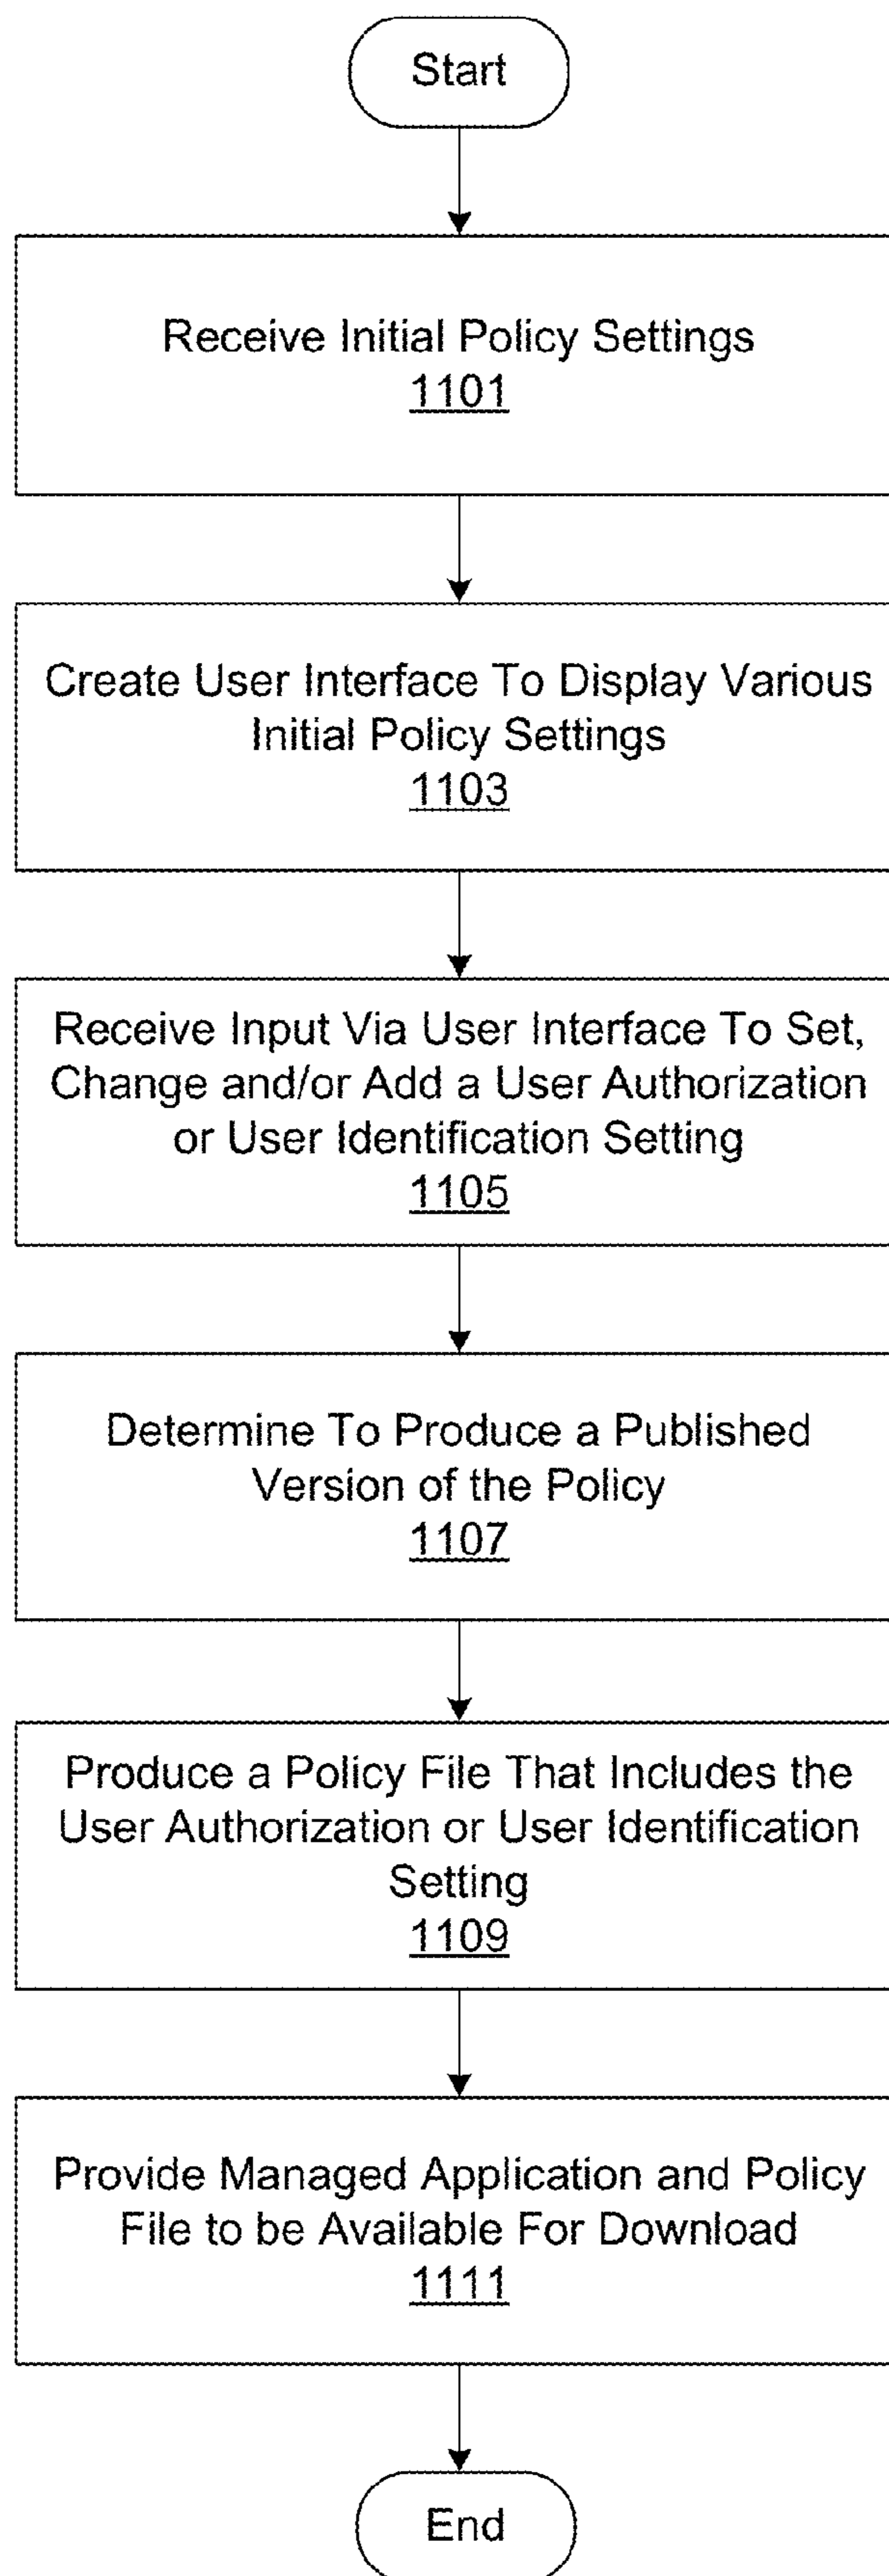 Start
Receive Initial Policy Settings
1101
Create User Interface To Display Various
Initial Policy Settings
1103
Receive Input Via User Interface To Set,
Change and/or Add a User Authorization
or User Identification Setting
1105
Determine To Produce a Published
Version of the Policy
1107
Produce a Policy File That Includes the
User Authorization or User Identification
Setting
1109
Provide Managed Application and Policy
File to be Available For Download
1111
End